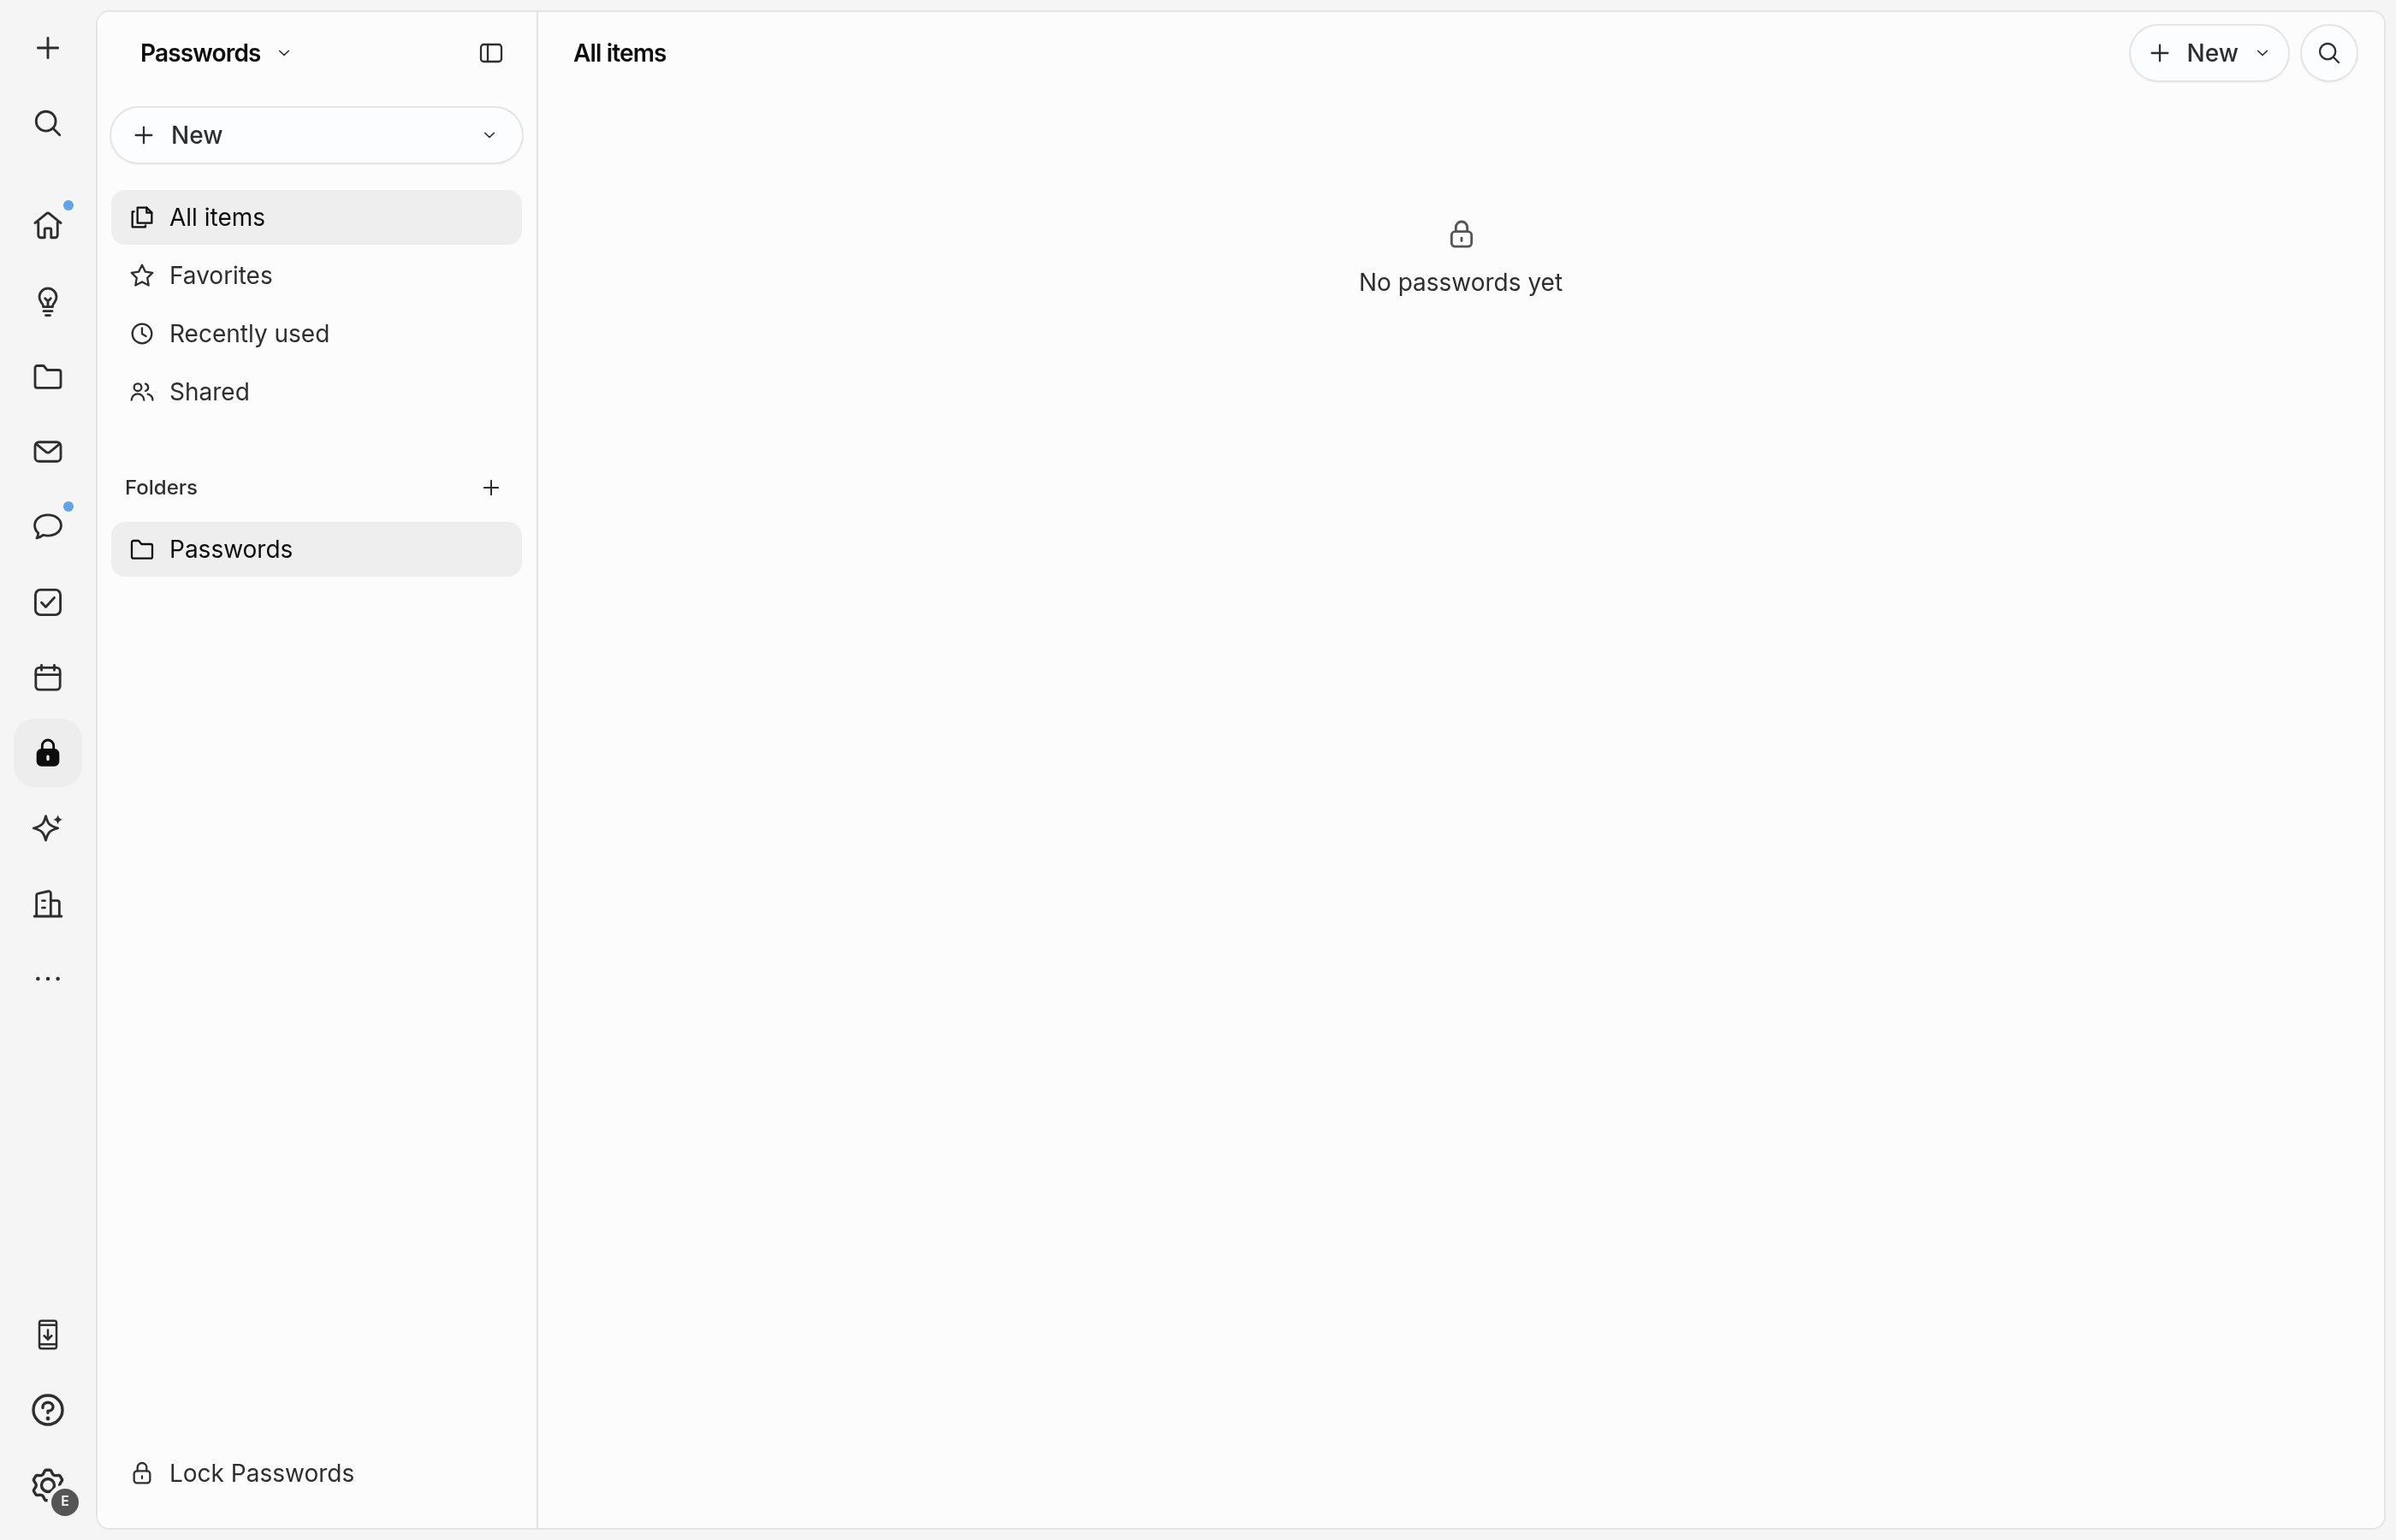 Passwords
New
All items
Favorites
Recently used
Shared
Folders
Passwords
Lock Passwords
E
All items
New
No passwords yet